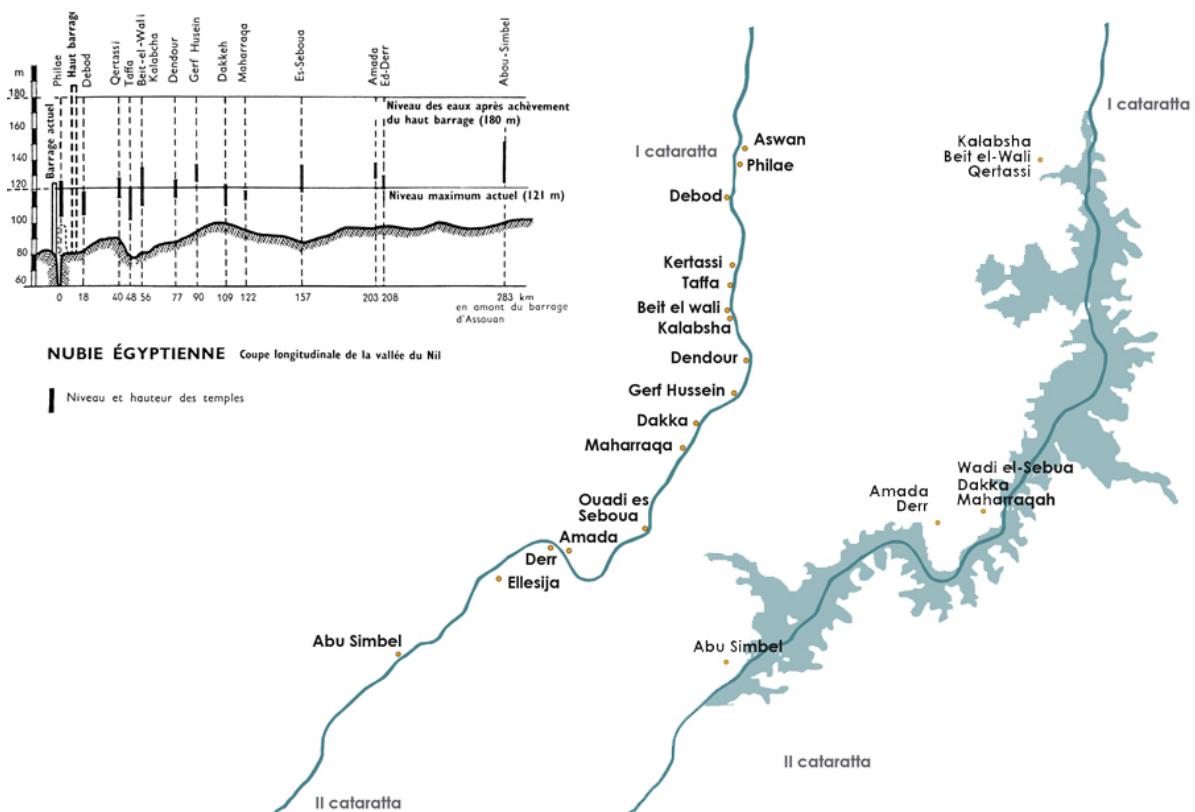 Philae
Haut barrage
Debod
Qertassi
Taffa
Beit-el-Wali
Kalabcha
Dendour
Gerf Husein
Dakkeh
Maharraqa
Es-Seboua
Amada
Ed-Derr
Abou-Simbel
m
180
160
140
120
100
80
60
Barrage actuel
Niveau des eaux après achèvement
du haut barrage (180 m)
Niveau maximum actuel (121 m)
0 18 40 48 56 77 90 109 122 157 203 208 283 km
en amont du barrage
d'Assouan
NUBIE ÉGYPTIENNE Coupe longitudinale de la vallée du Nil
Niveau et hauteur des temples
I cataratta
Aswan
Philae
Debod
Kertassi
Taffa
Beit el wali
Kalabsha
Dendour
Gerf Hussein
Dakka
Maharraqa
Ouadi es
Seboua
Amada
Derr
Ellesija
Abu Simbel
II cataratta
I cataratta
Kalabsha
Beit el-Wali
Qertassi
Wadi el-Sebua
Dakka
Maharraqah
Amada
Derr
Abu Simbel
II cataratta